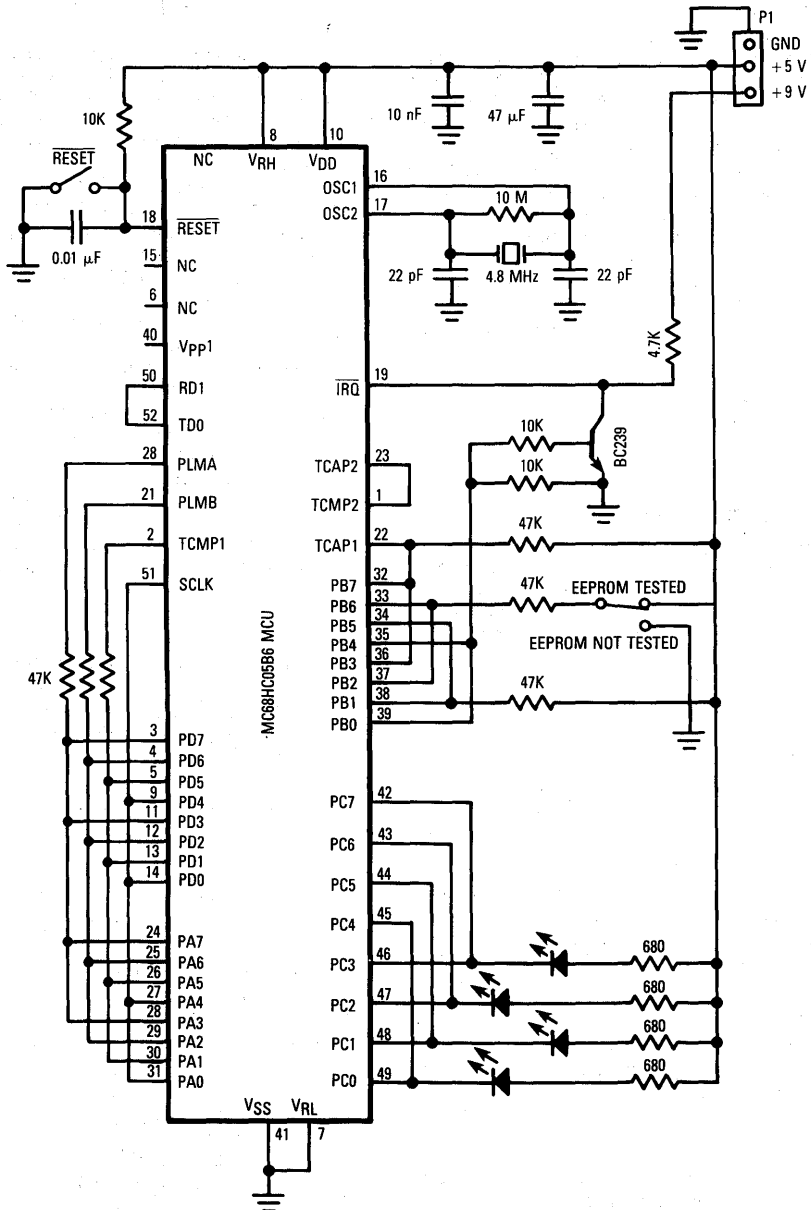 P1
GND
+5 V
+9 V
10K
10 nF
47 μF
8
10
NC
VRH
VDD
RESET
16
OSC1
10 M
17
OSC2
18
RESET
0.01 μF
15
NC
22 pF
4.8 MHz
22 pF
6
NC
40
VPP1
4.7K
50
RD1
19
IRQ
52
TD0
10K
BC239
28
PLMA
23
TCAP2
10K
21
PLMB
1
TCMP2
2
TCMP1
22
TCAP1
47K
51
SCLK
32
PB7
33
PB6
47K
EEPROM TESTED
34
PB5
35
PB4
EEPROM NOT TESTED
36
PB3
37
PB2
38
PB1
47K
39
PB0
MC68HC05B6 MCU
47K
3
PD7
4
PD6
5
PD5
9
PD4
11
PD3
12
PD2
13
PD1
14
PD0
42
PC7
43
PC6
44
PC5
45
PC4
24
PA7
46
PC3
680
25
PA6
26
PA5
47
PC2
680
27
PA4
28
PA3
48
PC1
680
29
PA2
30
PA1
49
PC0
680
31
PA0
VSS
VRL
41
7